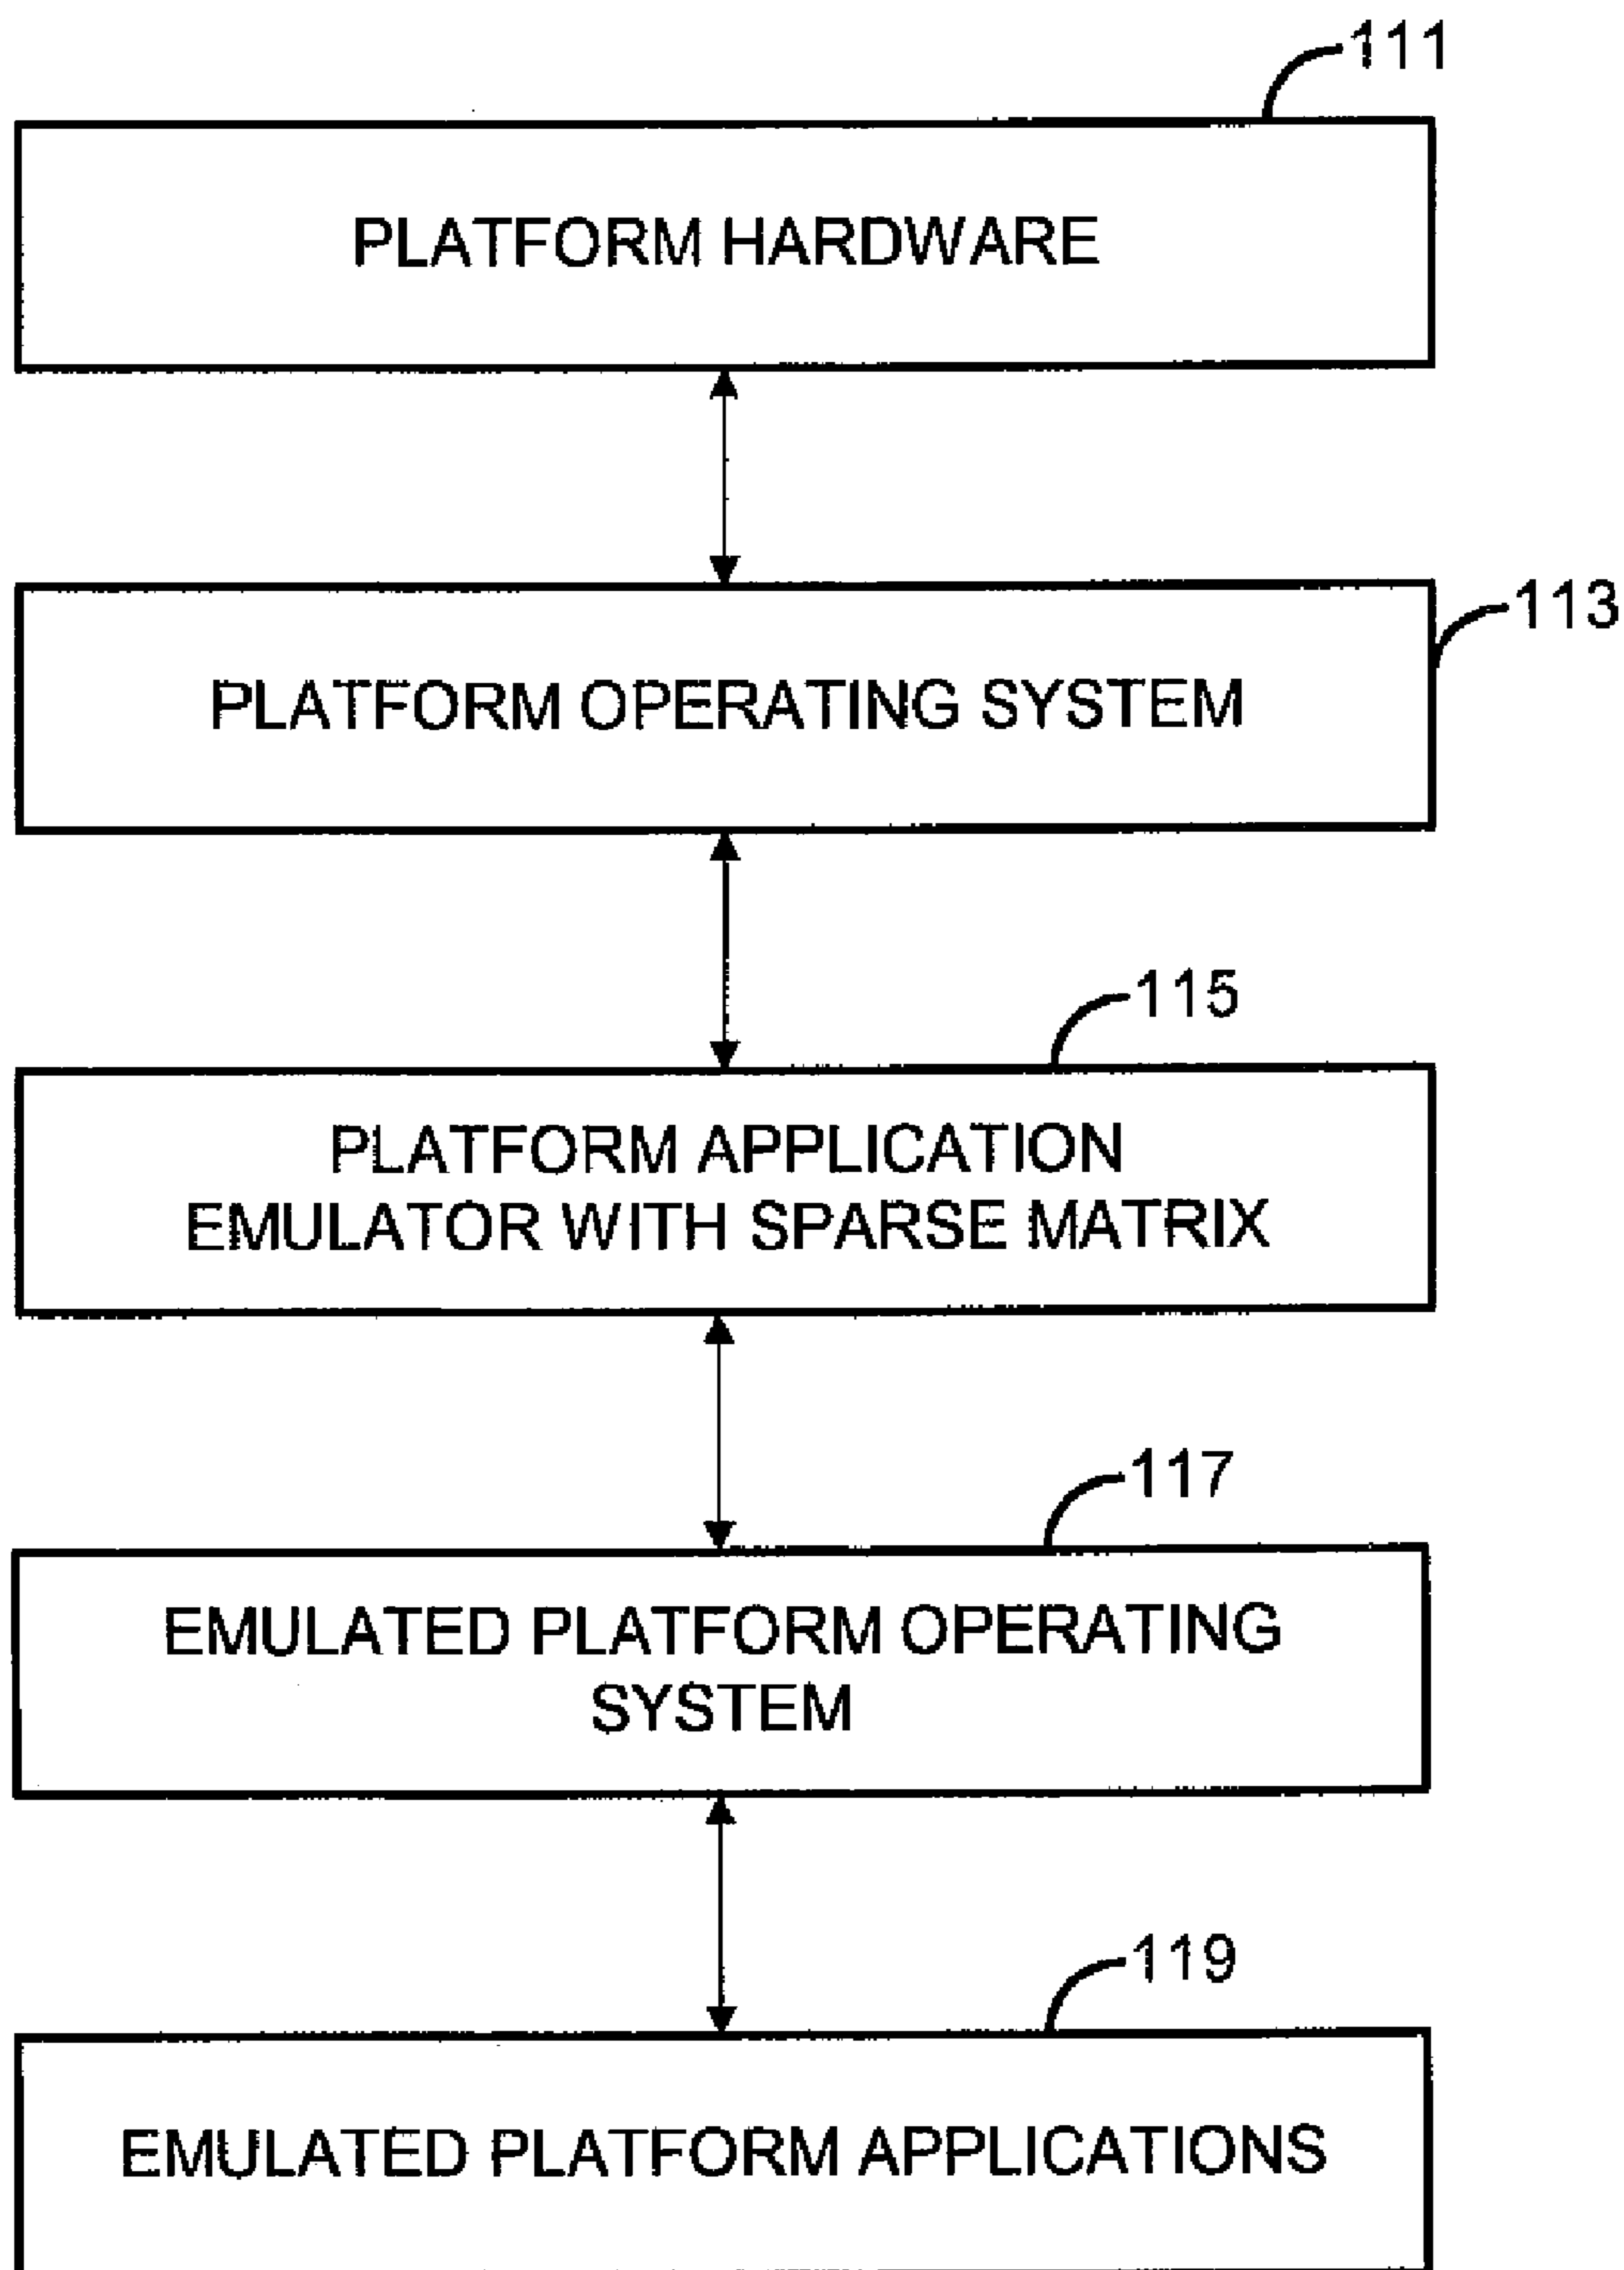 111
PLATFORM HARDWARE
113
PLATFORM OPERATING SYSTEM
115
PLATFORM APPLICATION
EMULATOR WITH SPARSE MATRIX
117
EMULATED PLATFORM OPERATING
SYSTEM
119
EMULATED PLATFORM APPLICATIONS